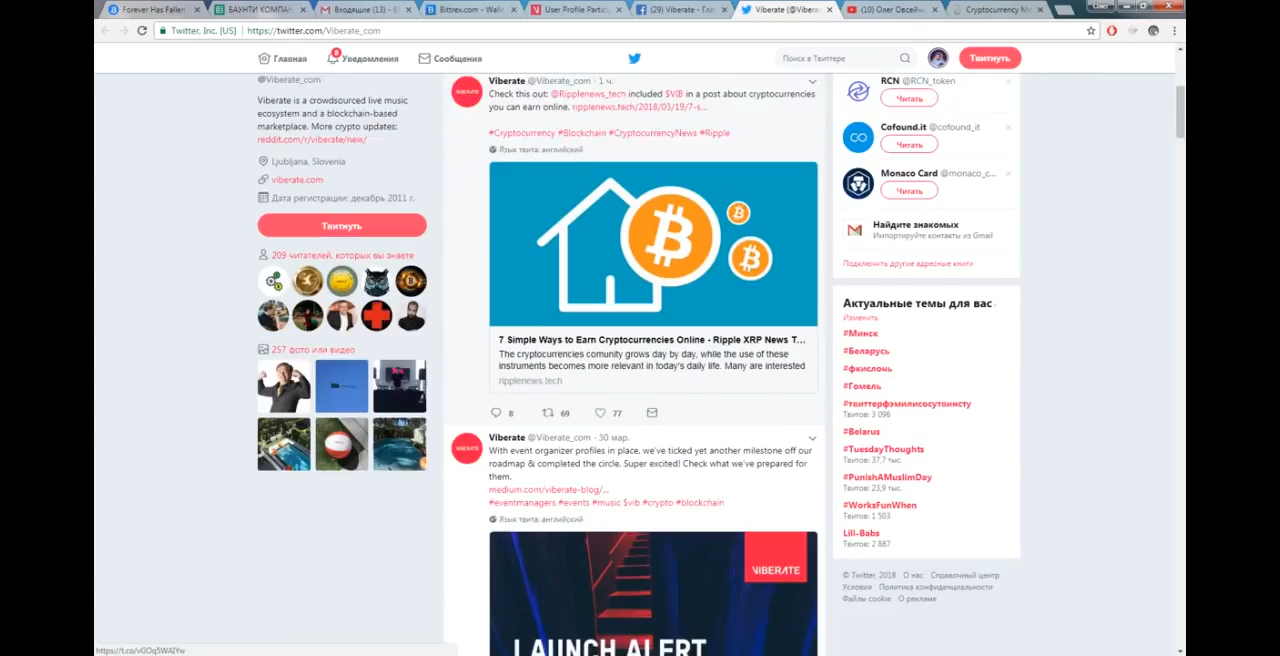 Forever Has Fallen
БАУНТИ КОМПАН
Входящие (13) - 
Bittrex.com - Walle
User Profile Particu
(29) Viberate - Гла
Viberate (@Viberat
(10) Олег Овсейч
Cryptocurrency Ma
Twitter, Inc. [US]
https://twitter.com/Viberate_com
Главная
8
Уведомления
Сообщения
Поиск в Твиттере
Твитнуть
@Viberate_com
Viberate is a crowdsourced live music
ecosystem and a blockchain-based
marketplace. More crypto updates:
reddit.com/r/viberate/new/
Ljubljana, Slovenia
viberate.com
Дата регистрации: декабрь 2011 г.
Твитнуть
209 читателей, которых вы знаете
257 фото или видео
VIBERATE
Viberate @Viberate_com · 1 ч.
Check this out: @Ripplenews_tech included $VIB in a post about cryptocurrencies
you can earn online. ripplenews.tech/2018/03/19/7-s...
#Cryptocurrency #Blockchain #CryptocurrencyNews #Ripple
Язык твита: английский
7 Simple Ways to Earn Cryptocurrencies Online - Ripple XRP News T...
The cryptocurrencies comunity grows day by day, while the use of these
instruments becomes more relevant in today's daily life. Many are interested
ripplenews.tech
8 69 77
VIBERATE
Viberate @Viberate_com · 30 мар.
With event organizer profiles in place, we've ticked yet another milestone off our
roadmap & completed the circle. Super excited! Check what we've prepared for
them.
medium.com/viberate-blog/...
#eventmanagers #events #music $vib #crypto #blockchain
Язык твита: английский
VIBERATE
LAUNCH ALERT
RCN @RCN_token
Читать
Cofound.it @cofound_it
Читать
Monaco Card @monaco_c...
Читать
Найдите знакомых
Импортируйте контакты из Gmail
Подключить другие адресные книги
Актуальные темы для вас ·
Изменить
#Минск
#Беларусь
#фкислочь
#Гомель
#твиттерфэмилисосутвинсту
Твитов: 3 096
#Belarus
#TuesdayThoughts
Твитов: 37,7 тыс.
#PunishAMuslimDay
Твитов: 23,9 тыс.
#WorksFunWhen
Твитов: 1 503
Lill-Babs
Твитов: 2 887
© Twitter, 2018 О нас Справочный центр
Условия Политика конфиденциальности
Файлы cookie О рекламе
https://t.co/vGOq5WAIYw